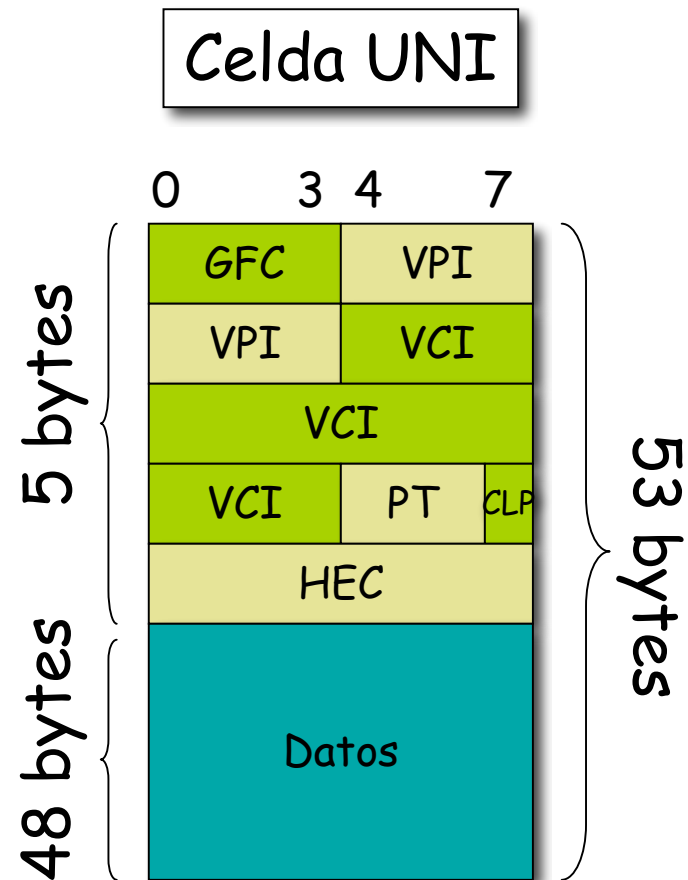 Celda UNI
0 3 4 7
GFC VPI
VPI VCI
VCI
VCI PT CLP
HEC
Datos
5 bytes
48 bytes
53 bytes